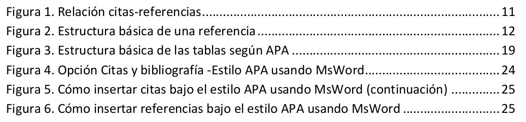 Figura 1. Relación citas-referencias.....................................................................................11
Figura 2. Estructura básica de una referencia......................................................................12
Figura 3. Estructura básica de las tablas según APA...........................................................19
Figura 4. Opción Citas y bibliografía -Estilo APA usando MsWord.......................................24
Figura 5. Cómo insertar citas bajo el estilo APA usando MsWord (continuación) ..............25
Figura 6. Cómo insertar referencias bajo el estilo APA usando MsWord ............................25